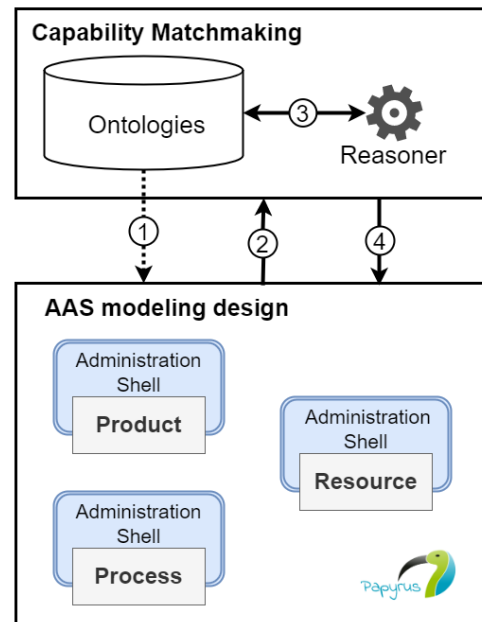 Capability Matchmaking
Ontologies
3
Reasoner
1
2
4
AAS modeling design
Administration
Shell
Product
Administration
Shell
Resource
Administration
Shell
Process
Papyrus